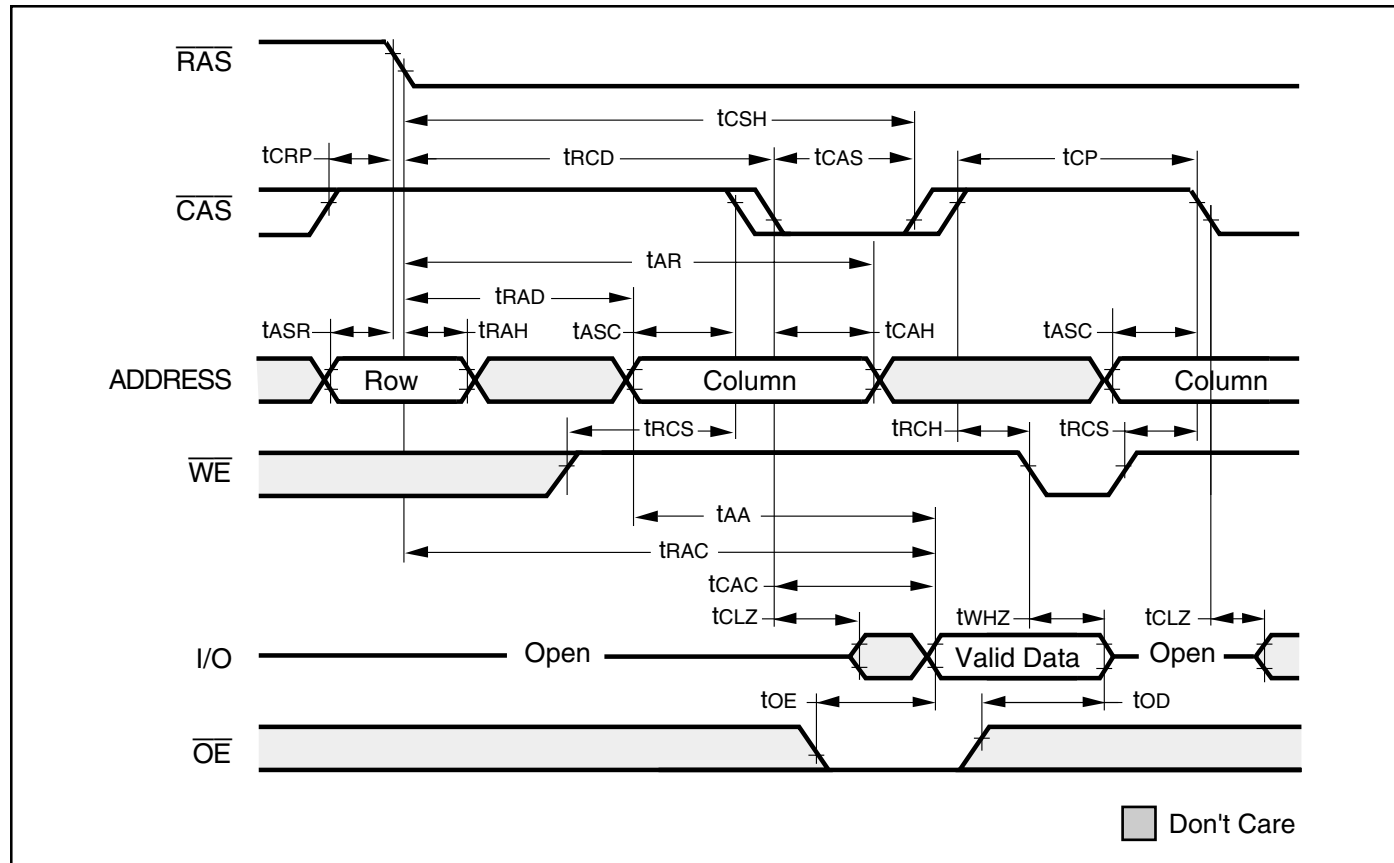 RAS
tCSH
tCRP
tRCD
tCAS
tCP
CAS
tAR
tRAD
tASR
tRAH
tASC
tCAH
tASC
ADDRESS
Row
Column
Column
tRCS
tRCH
tRCS
WE
tAA
tRAC
tCAC
tCLZ
tWHZ
tCLZ
I/O
Open
Valid Data
Open
tOE
tOD
OE
Don't Care